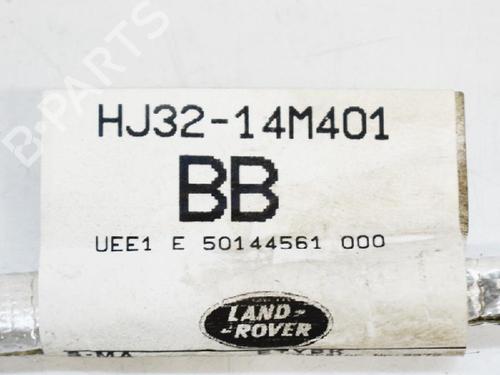 B-PARTS
HJ32-14M401
BB
UEE1 E 50144561 000
LAND-
-ROVER